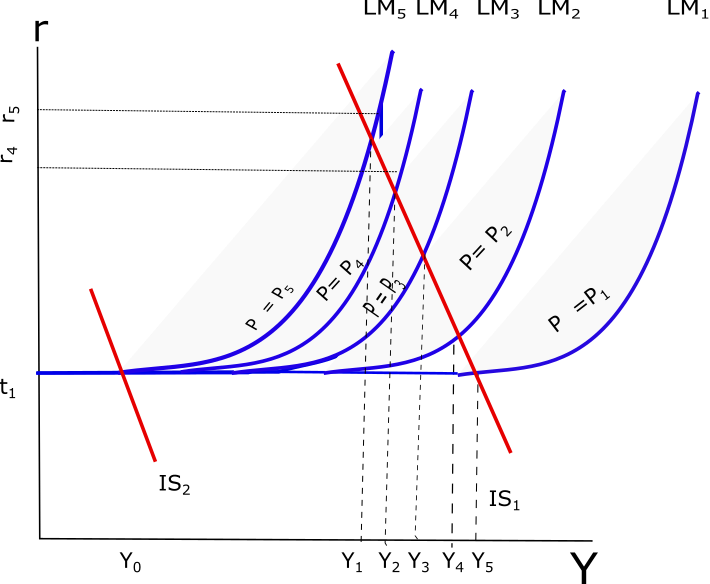 LM₅ LM₄ LM₃ LM₂ LM₁
r
r₅
r₄
P = P₅
P= P₄
P = P₃
P= P₂
P =P₁
t₁
IS₂
IS₁
Y₀ Y₁ Y₂ Y₃ Y₄ Y₅ Y